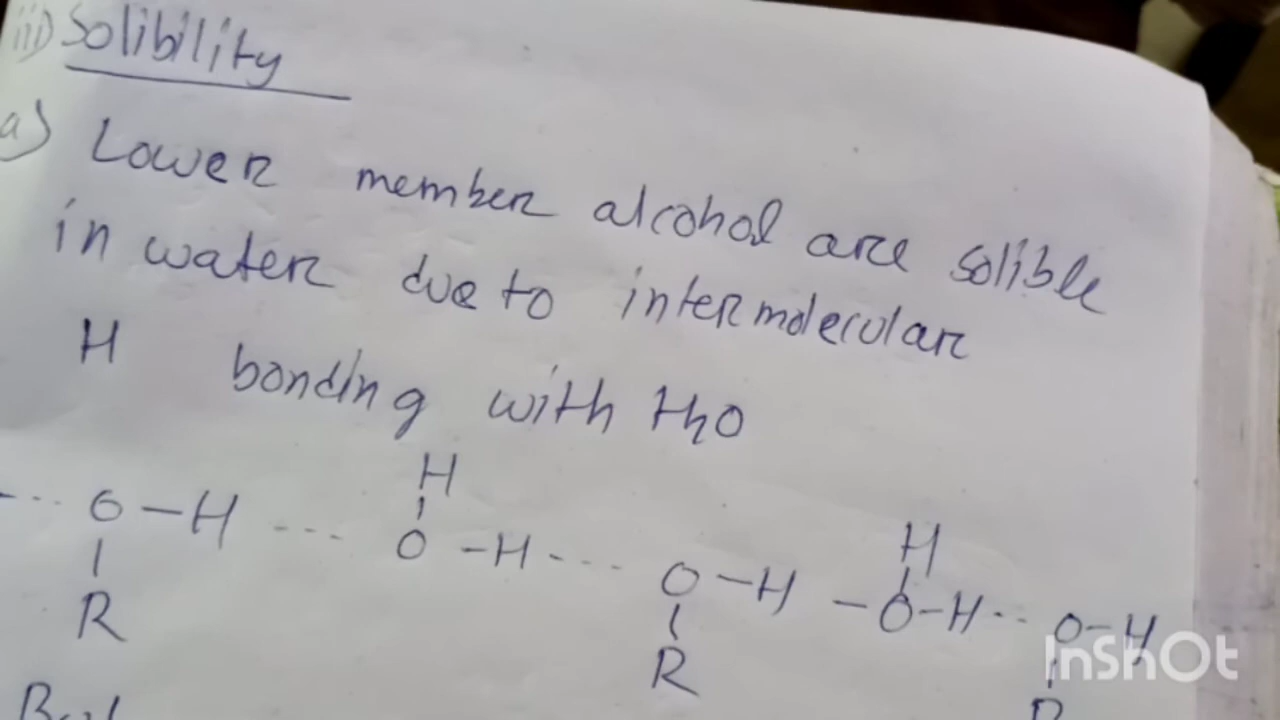 iii) Solibility
a) Lower member alcohol are solible
in water due to intermolecular
H bonding with H2O
H H
--- O - H --- O - H --- O - H - O - H -- O - H
R R R
InShOt